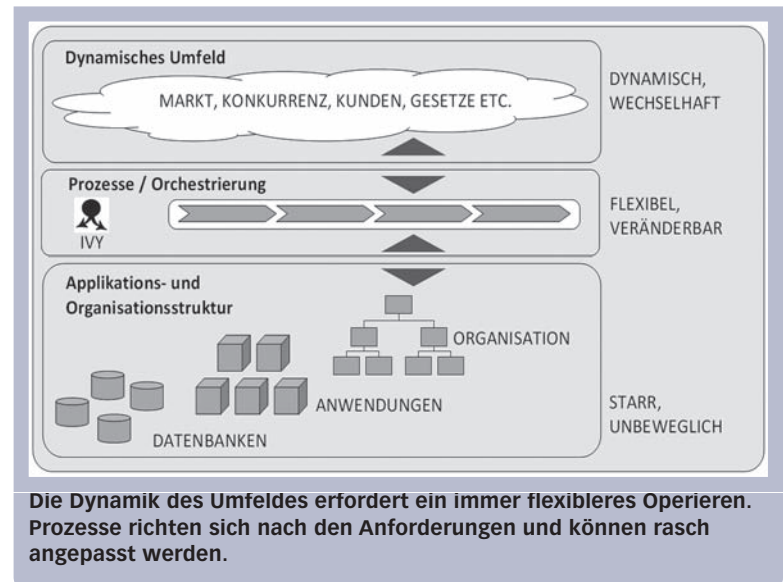 Dynamisches Umfeld
MARKT, KONKURRENZ, KUNDEN, GESETZE ETC.
DYNAMISCH,
WECHSELHAFT
Prozesse / Orchestrierung
IVY
FLEXIBEL,
VERÄNDERBAR
Applikations- und
Organisationsstruktur
ORGANISATION
ANWENDUNGEN
DATENBANKEN
STARR,
UNBEWEGLICH
Die Dynamik des Umfeldes erfordert ein immer flexibleres Operieren.
Prozesse richten sich nach den Anforderungen und können rasch
angepasst werden.